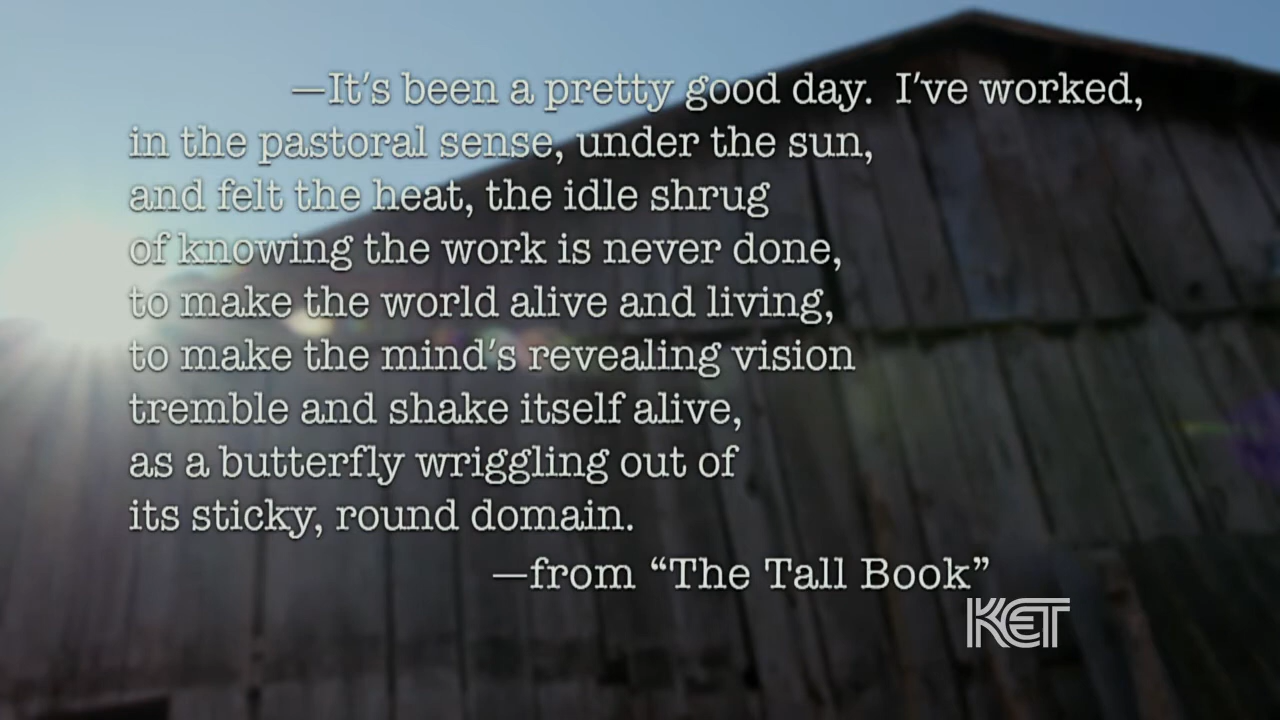 —It's been a pretty good day.  I've worked,
in the pastoral sense, under the sun,
and felt the heat, the idle shrug
of knowing the work is never done,
to make the world alive and living,
to make the mind's revealing vision
tremble and shake itself alive,
as a butterfly wriggling out of
its sticky, round domain.
—from “The Tall Book”
KET